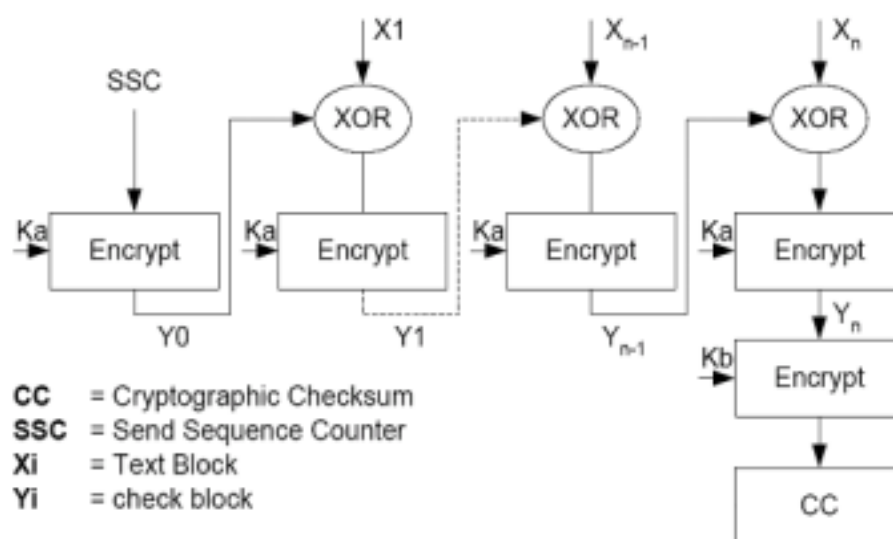 X1
Xn-1
Xn
SSC
XOR
XOR
XOR
Ka
Encrypt
Ka
Encrypt
Ka
Encrypt
Ka
Encrypt
Y0
Y1
Yn-1
Yn
Kb
Encrypt
CC = Cryptographic Checksum
SSC = Send Sequence Counter
Xi = Text Block
Yi = check block
CC